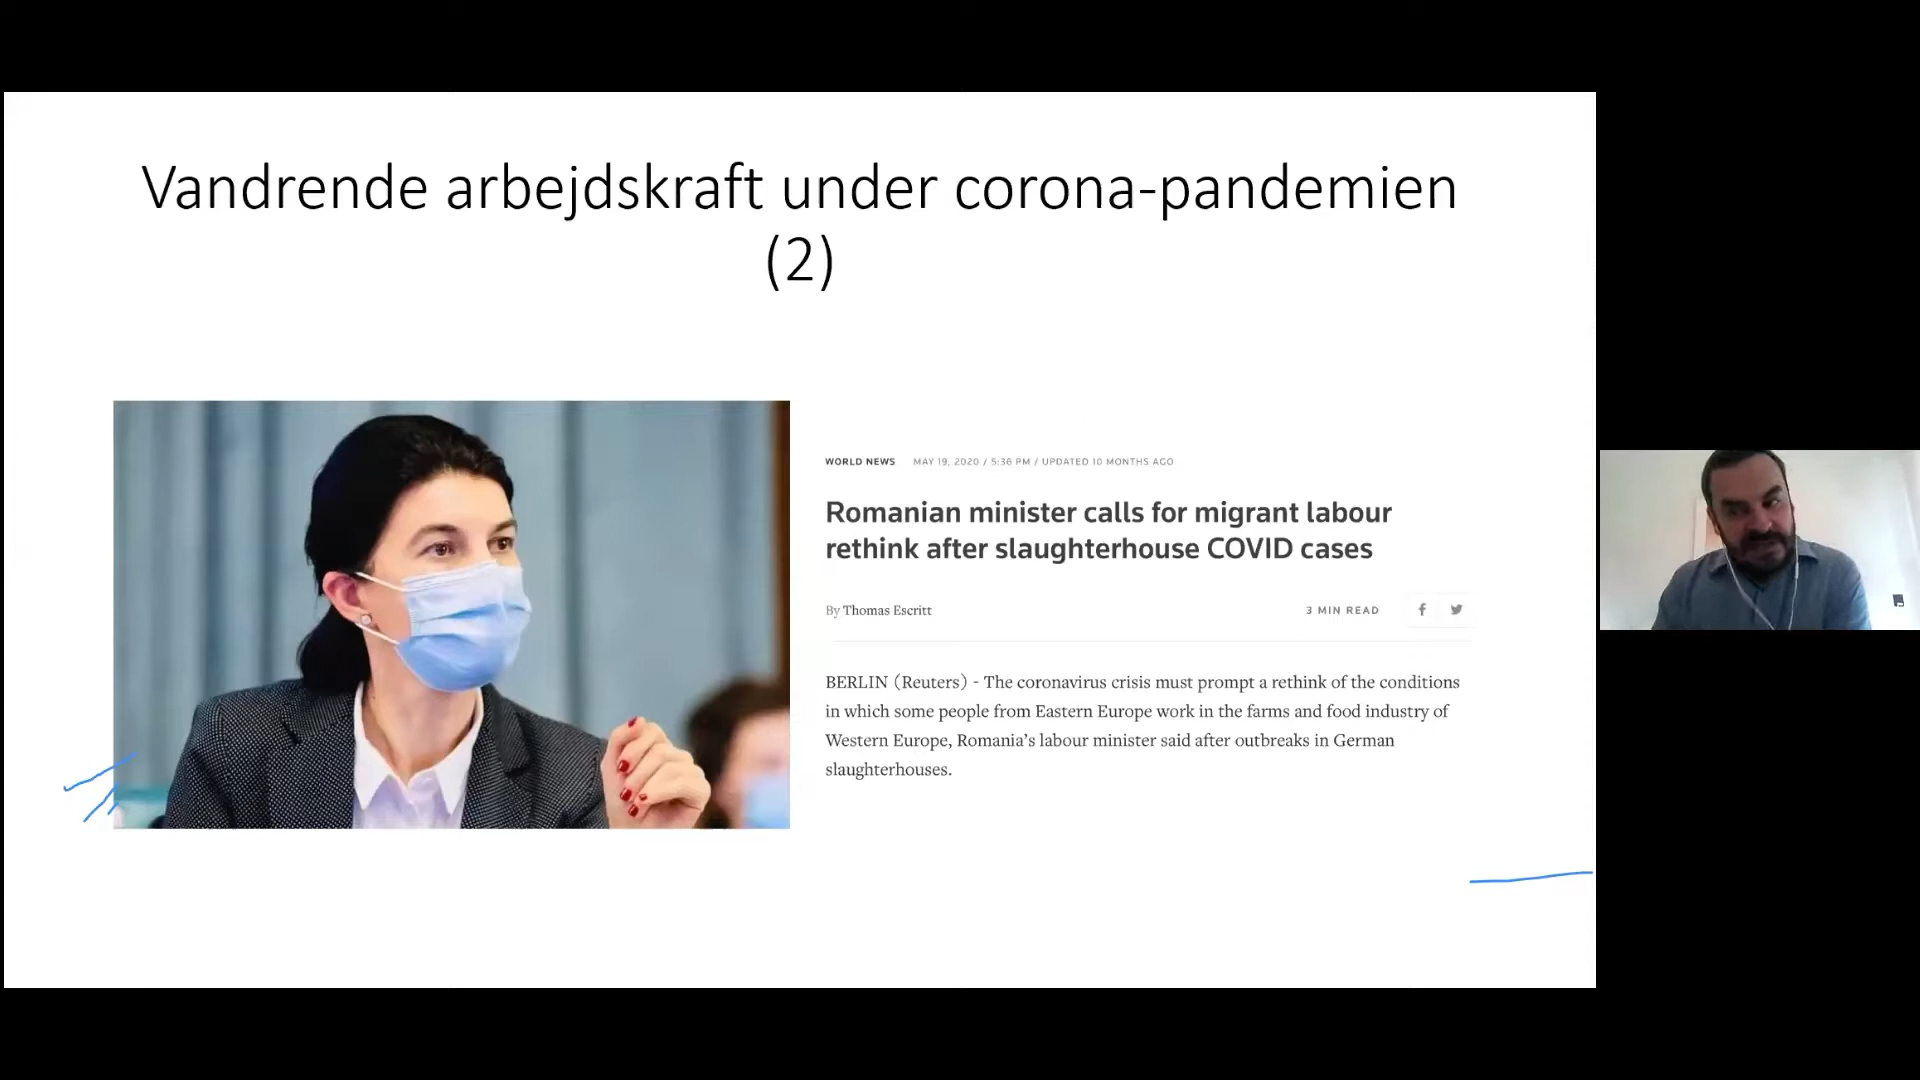 Vandrende arbejdskraft under corona-pandemien
(2)
WORLD NEWS MAY 19, 2020 / 5:36 PM / UPDATED 10 MONTHS AGO
Romanian minister calls for migrant labour
rethink after slaughterhouse COVID cases
By Thomas Escritt 3 MIN READ
BERLIN (Reuters) - The coronavirus crisis must prompt a rethink of the conditions
in which some people from Eastern Europe work in the farms and food industry of
Western Europe, Romania’s labour minister said after outbreaks in German
slaughterhouses.